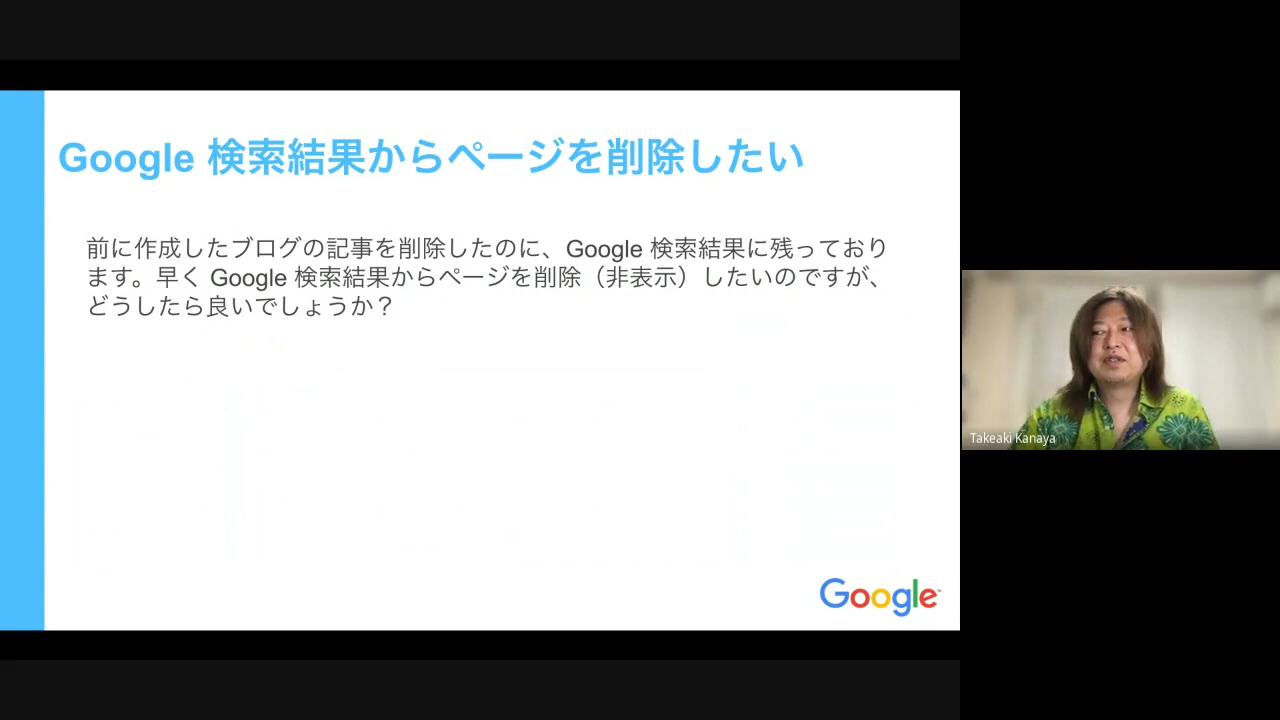 Google 検索結果からページを削除したい
前に作成したブログの記事を削除したのに、Google 検索結果に残っており
ます。早く Google 検索結果からページを削除（非表示）したいのですが、
どうしたら良いでしょうか？
Google
Takeaki Kanaya